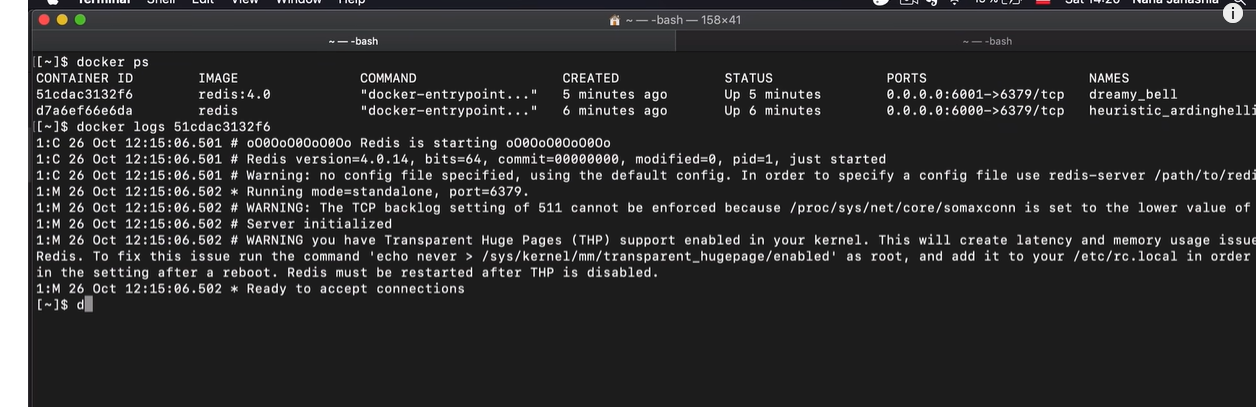 Terminal Shell Edit View Window Help Sat 14:20 Nana Janashia
~ — -bash — 158×41
~ — -bash ~ — -bash
[[~]$ docker ps
CONTAINER ID IMAGE COMMAND CREATED STATUS PORTS NAMES
51cdac3132f6 redis:4.0 "docker-entrypoint..." 5 minutes ago Up 5 minutes 0.0.0.0:6001->6379/tcp dreamy_bell
d7a6ef66e6da redis "docker-entrypoint..." 6 minutes ago Up 6 minutes 0.0.0.0:6000->6379/tcp heuristic_ardinghelli
[[~]$ docker logs 51cdac3132f6
1:C 26 Oct 12:15:06.501 # oO0OoO0OoO0Oo Redis is starting oO0OoO0OoO0Oo
1:C 26 Oct 12:15:06.501 # Redis version=4.0.14, bits=64, commit=00000000, modified=0, pid=1, just started
1:C 26 Oct 12:15:06.501 # Warning: no config file specified, using the default config. In order to specify a config file use redis-server /path/to/redi
1:M 26 Oct 12:15:06.502 * Running mode=standalone, port=6379.
1:M 26 Oct 12:15:06.502 # WARNING: The TCP backlog setting of 511 cannot be enforced because /proc/sys/net/core/somaxconn is set to the lower value of
1:M 26 Oct 12:15:06.502 # Server initialized
1:M 26 Oct 12:15:06.502 # WARNING you have Transparent Huge Pages (THP) support enabled in your kernel. This will create latency and memory usage issue
Redis. To fix this issue run the command 'echo never > /sys/kernel/mm/transparent_hugepage/enabled' as root, and add it to your /etc/rc.local in order
in the setting after a reboot. Redis must be restarted after THP is disabled.
1:M 26 Oct 12:15:06.502 * Ready to accept connections
[~]$ d